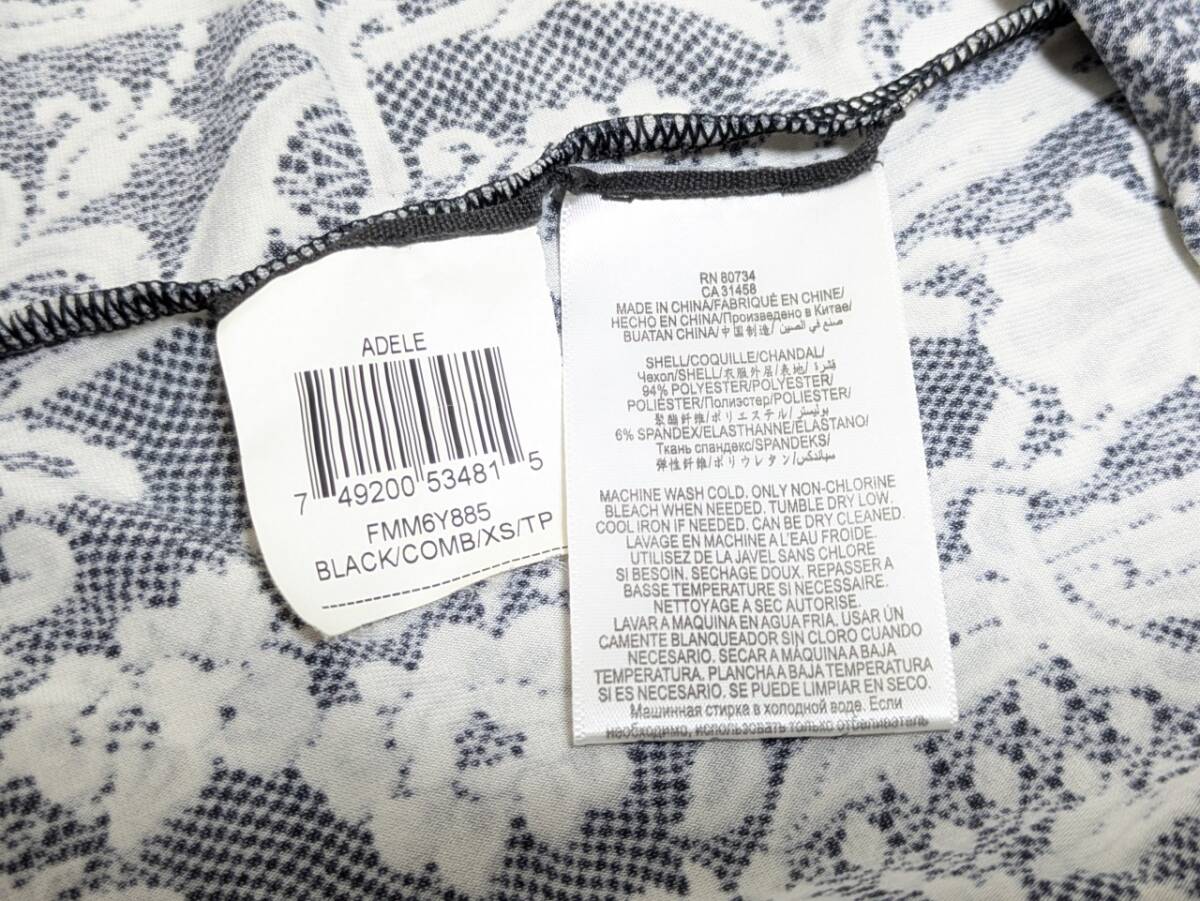 ADELE
7 49200 53481 5
FMM6Y885
BLACK/COMB/XS/TP
RN 80734
CA 31458
MADE IN CHINA/FABRIQUÉ EN CHINE/
HECHO EN CHINA/Произведено в Китае/
BUATAN CHINA/中国制造/ صنع في الصين
SHELL/COQUILLE/CHANDAL/
Чехол/SHELL/衣服外层/表地/ قشرة
94% POLYESTER/POLYESTER/
POLIÉSTER/Полиэстер/POLIESTER/
聚酯纤维/ポリエステル/ بوليستر
6% SPANDEX/ELASTHANNE/ELASTANO/
Ткань спандекс/SPANDEKS/
弹性纤维/ポリウレタン/ سباندكس
MACHINE WASH COLD. ONLY NON-CHLORINE
BLEACH WHEN NEEDED. TUMBLE DRY LOW.
COOL IRON IF NEEDED. CAN BE DRY CLEANED.
LAVAGE EN MACHINE A L'EAU FROIDE.
UTILISEZ DE LA JAVEL SANS CHLORE
SI BESOIN. SECHAGE DOUX. REPASSER A
BASSE TEMPERATURE SI NECESSAIRE.
NETTOYAGE A SEC AUTORISE.
LAVAR A MÁQUINA EN AGUA FRIA. USAR ÚN
CAMENTE BLANQUEADOR SIN CLORO CUANDO
NECESARIO. SECAR A MÁQUINA A BAJA
TEMPERATURA. PLANCHA A BAJA TEMPERATURA
SI ES NECESARIO. SE PUEDE LIMPIAR EN SECO.
Машинная стирка в холодной воде. Если
необходимо, использовать только отбеливатель